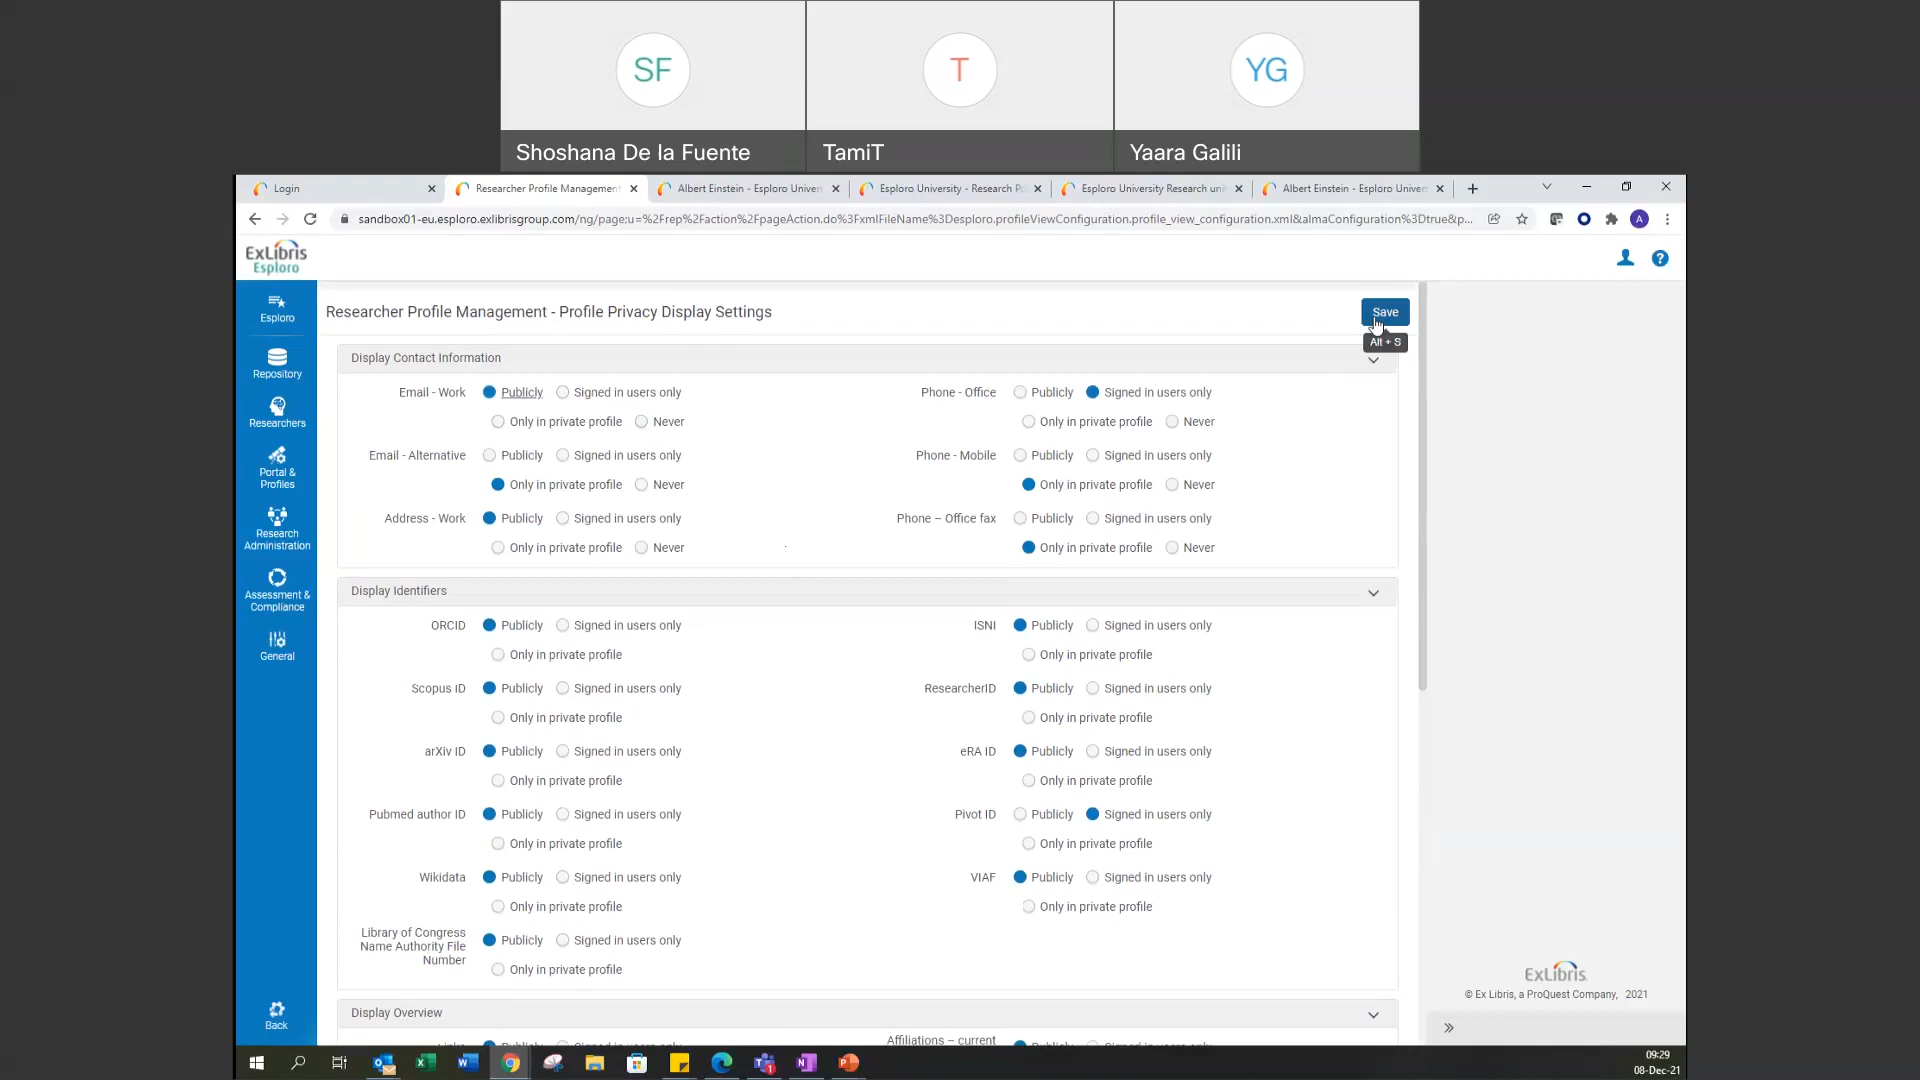 SF
T
YG
Shoshana De la Fuente
TamiT
Yaara Galili
Login
Researcher Profile Management
Albert Einstein - Esploro Univers
Esploro University - Research Po
Esploro University Research uni
Albert Einstein - Esploro Univers
sandbox01-eu.esploro.exlibrisgroup.com/ng/page;u=%2Frep%2Faction%2FpageAction.do%3FxmlFileName%3Desploro.profileViewConfiguration.profile_view_configuration.xml&almaConfiguration%3Dtrue&p...
A
ExLibris
Esploro
Esploro
Repository
Researchers
Portal &
Profiles
Research
Administration
Assessment &
Compliance
General
Back
Researcher Profile Management - Profile Privacy Display Settings
Save
Alt + S
Display Contact Information
Email - Work Publicly Signed in users only Phone - Office Publicly Signed in users only
Only in private profile Never Only in private profile Never
Email - Alternative Publicly Signed in users only Phone - Mobile Publicly Signed in users only
Only in private profile Never Only in private profile Never
Address - Work Publicly Signed in users only Phone – Office fax Publicly Signed in users only
Only in private profile Never Only in private profile Never
Display Identifiers
ORCID Publicly Signed in users only ISNI Publicly Signed in users only
Only in private profile Only in private profile
Scopus ID Publicly Signed in users only ResearcherID Publicly Signed in users only
Only in private profile Only in private profile
arXiv ID Publicly Signed in users only eRA ID Publicly Signed in users only
Only in private profile Only in private profile
Pubmed author ID Publicly Signed in users only Pivot ID Publicly Signed in users only
Only in private profile Only in private profile
Wikidata Publicly Signed in users only VIAF Publicly Signed in users only
Only in private profile Only in private profile
Library of Congress
Name Authority File
Number
Publicly Signed in users only
Only in private profile
Display Overview
Links Publicly Signed in users only Affiliations – current Publicly Signed in users only
ExLibris
© Ex Libris, a ProQuest Company, 2021
09:29
08-Dec-21